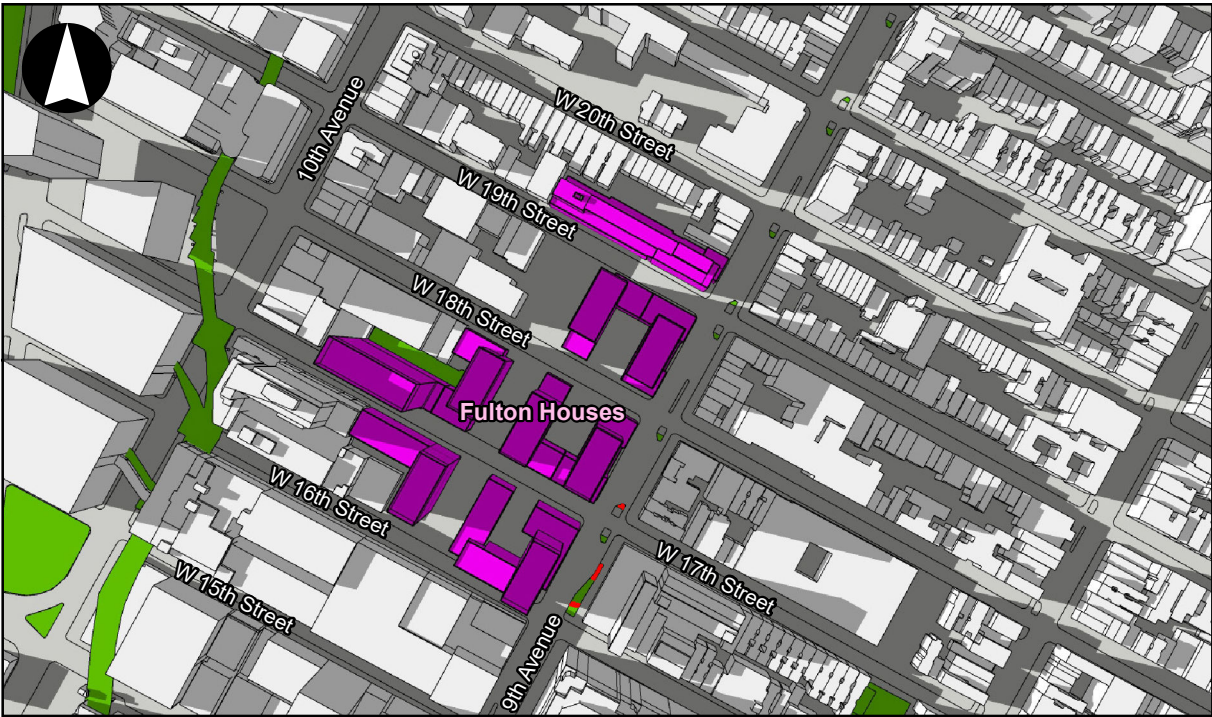 10th Avenue
W 20th Street
W 19th Street
W 18th Street
Fulton Houses
W 16th Street
W 17th Street
W 15th Street
9th Avenue